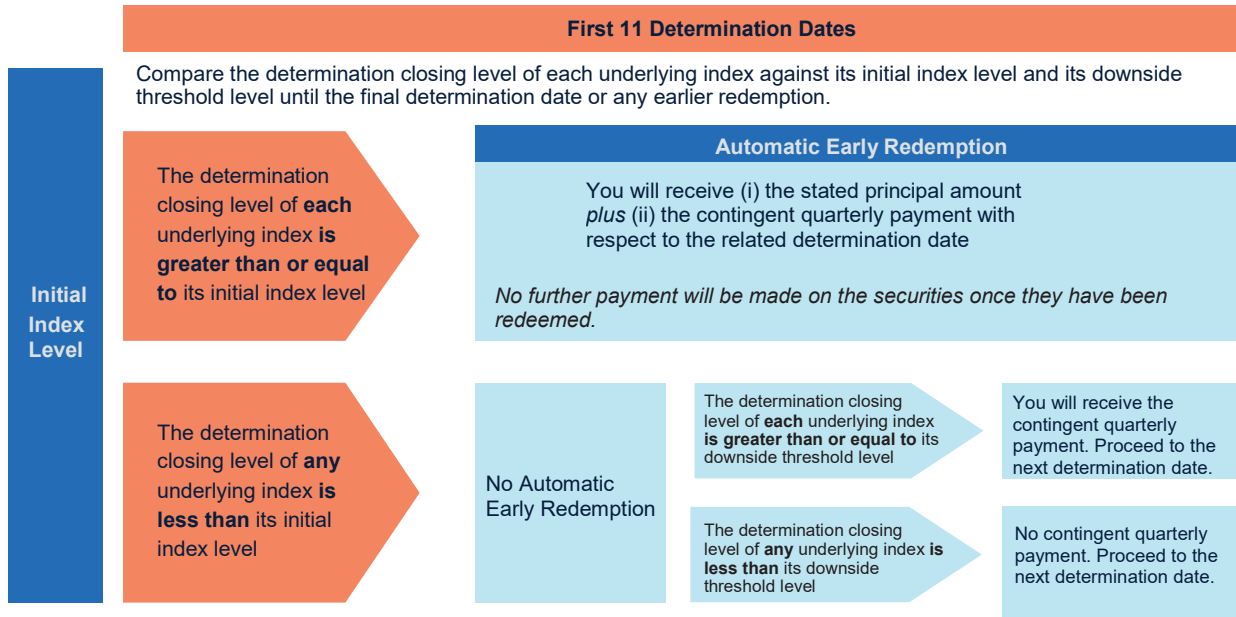 First 11 Determination Dates
Compare the determination closing level of each underlying index against its initial index level and its downside
threshold level until the final determination date or any earlier redemption.
Initial
Index
Level
The determination
closing level of each
underlying index is
greater than or equal
to its initial index level
Automatic Early Redemption
You will receive (i) the stated principal amount
plus (ii) the contingent quarterly payment with
respect to the related determination date
No further payment will be made on the securities once they have been
redeemed.
The determination
closing level of any
underlying index is
less than its initial
index level
No Automatic
Early Redemption
The determination closing
level of each underlying index
is greater than or equal to its
downside threshold level
You will receive the
contingent quarterly
payment. Proceed to the
next determination date.
The determination closing
level of any underlying index is
less than its downside
threshold level
No contingent quarterly
payment. Proceed to the
next determination date.